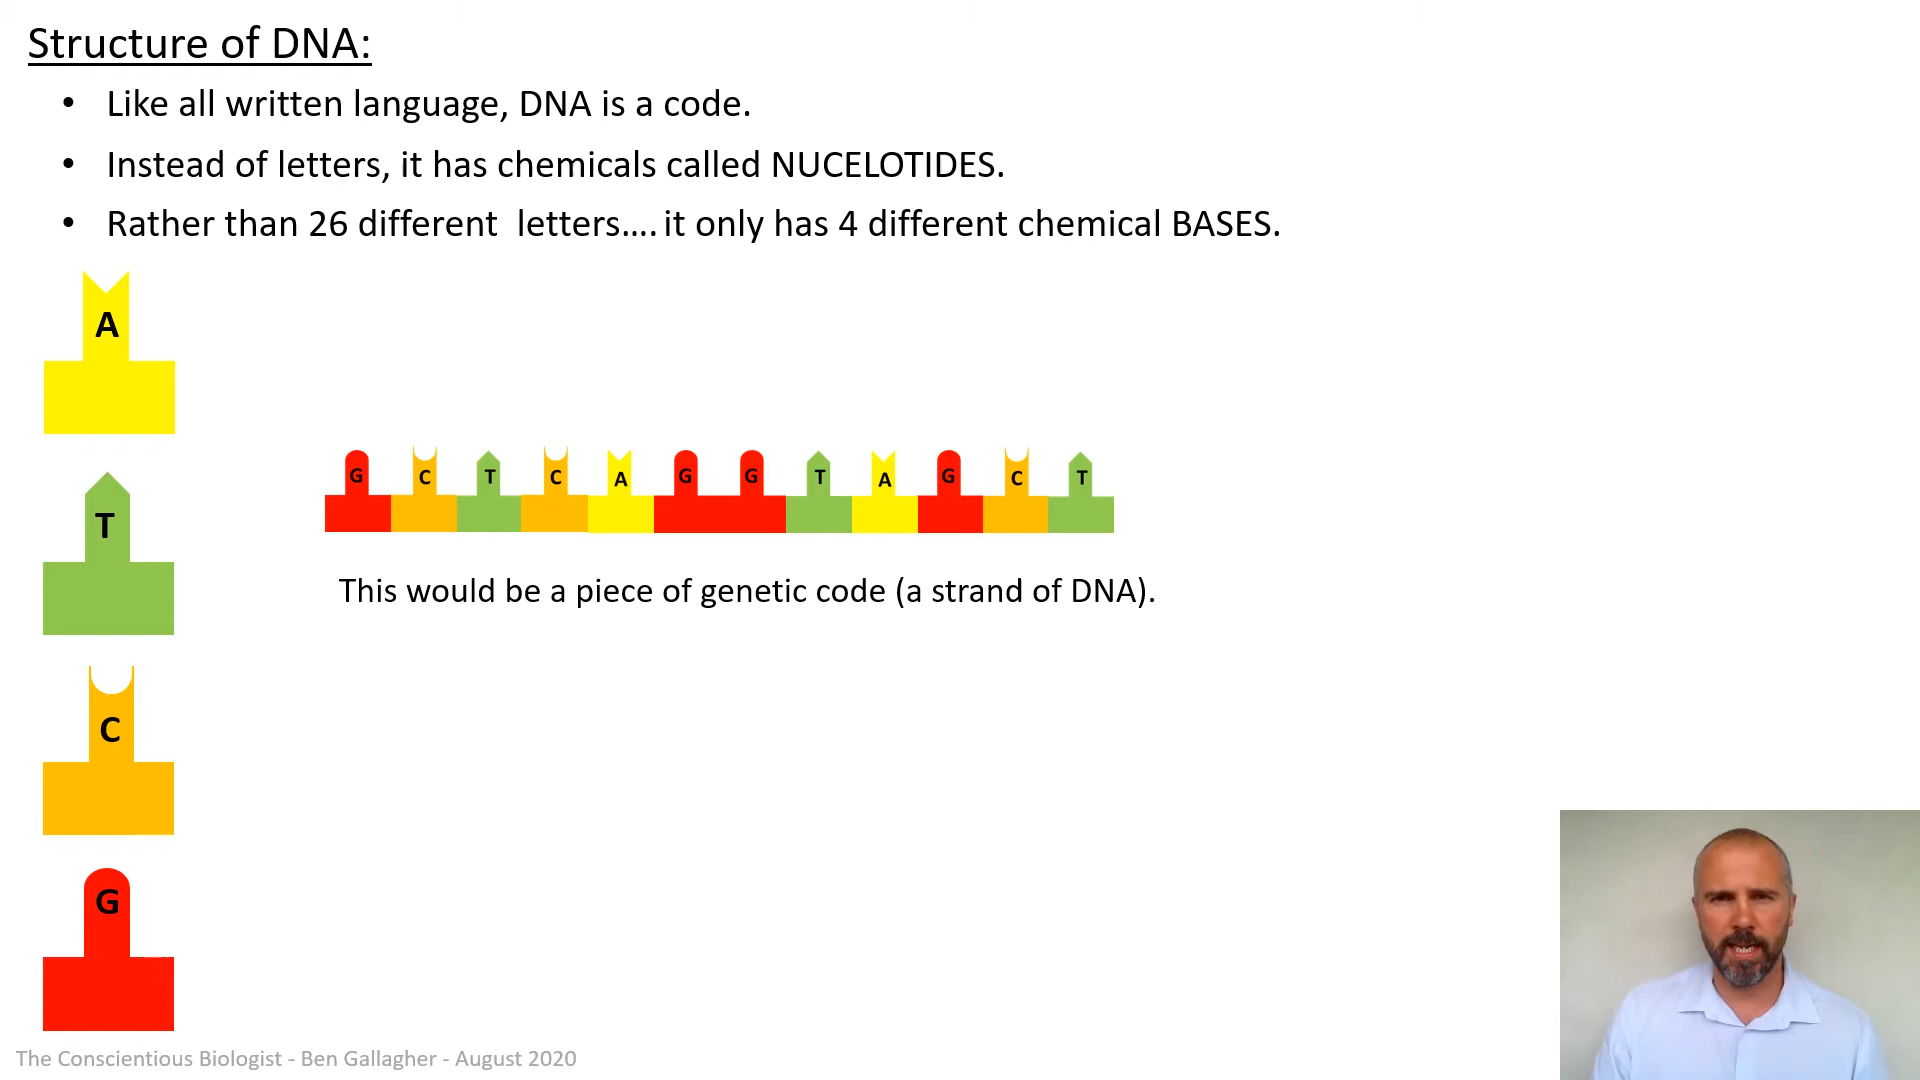 Structure of DNA:
• Like all written language, DNA is a code.
• Instead of letters, it has chemicals called NUCELOTIDES.
• Rather than 26 different  letters.... it only has 4 different chemical BASES.
A
T
C
G
G C T C A G G T A G C T
This would be a piece of genetic code (a strand of DNA).
The Conscientious Biologist - Ben Gallagher - August 2020